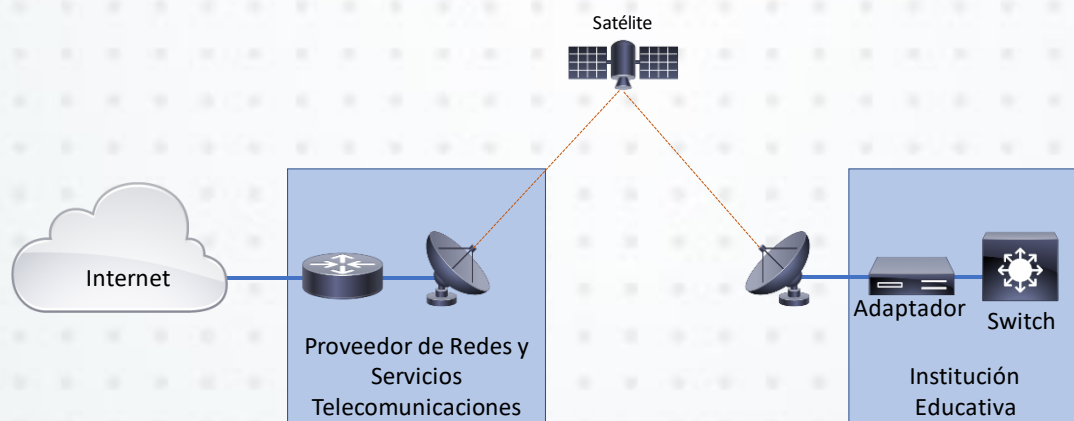 Satélite
Internet
Proveedor de Redes y
Servicios
Telecomunicaciones
Adaptador
Switch
Institución
Educativa